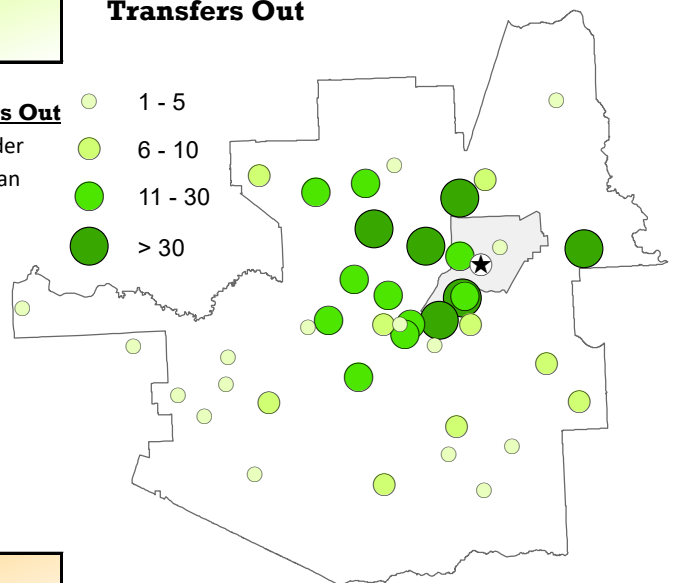 Transfers Out
s Out
der
an
1 - 5
6 - 10
11 - 30
> 30